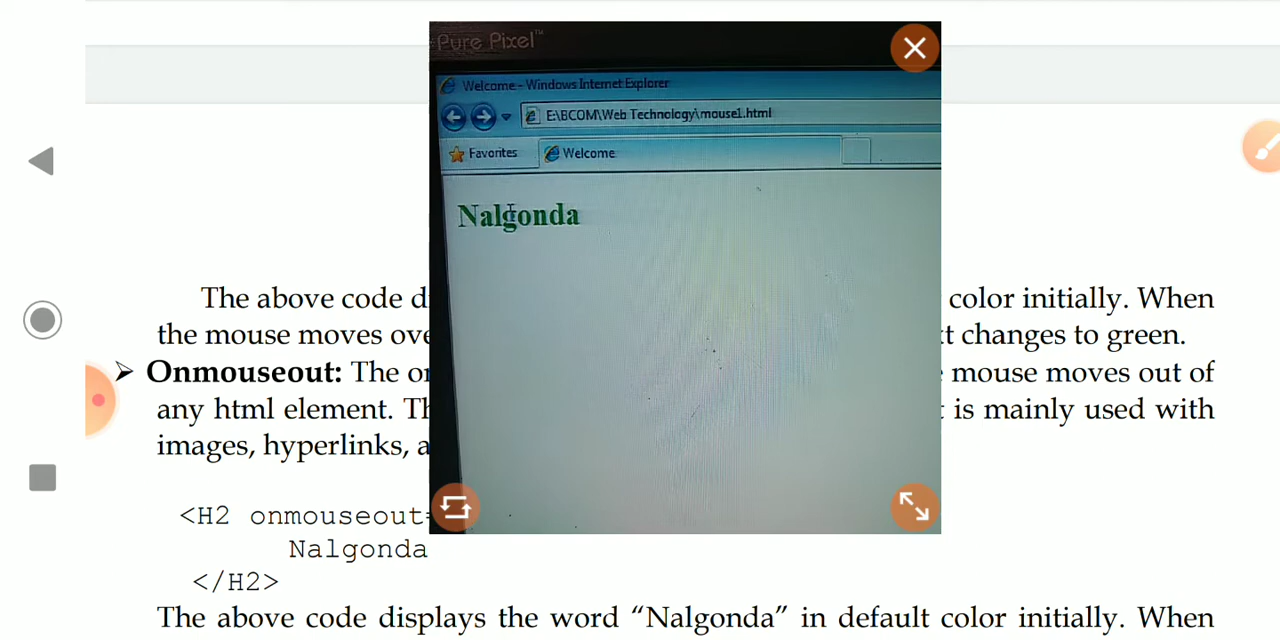 Pure Pixel™
Welcome - Windows Internet Explorer
E:\BCOM\Web Technology\mouse1.html
Favorites
Welcome
Nalgonda
The above code d
color initially. When
the mouse moves ove
t changes to green.
➤ Onmouseout: The on
mouse moves out of
any html element. Th
is mainly used with
images, hyperlinks, a
<H2 onmouseout=
Nalgonda
</H2>
The above code displays the word “Nalgonda” in default color initially. When